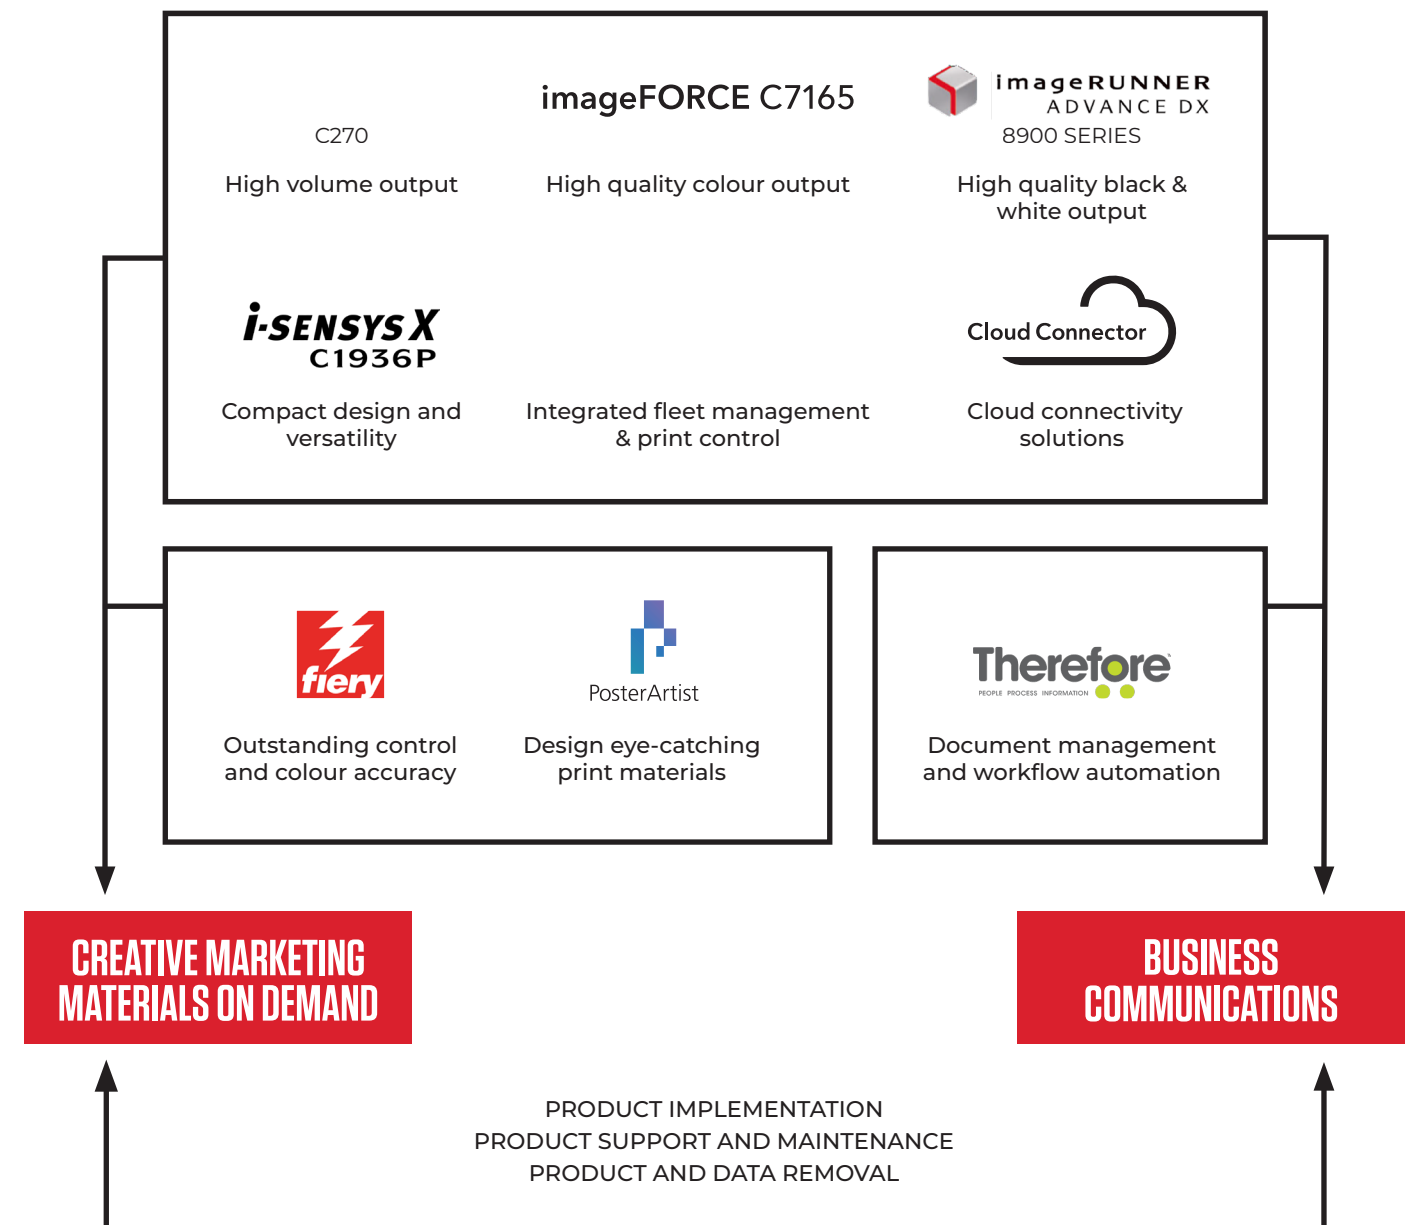 imageFORCE C7165
imageRUNNER
ADVANCE DX
C270
8900 SERIES
High volume output
High quality colour output
High quality black &
white output
i-SENSYS X
C1936P
Cloud Connector
Compact design and
versatility
Integrated fleet management
& print control
Cloud connectivity
solutions
fiery
PosterArtist
Therefore
PEOPLE PROCESS INFORMATION
Outstanding control
and colour accuracy
Design eye-catching
print materials
Document management
and workflow automation
CREATIVE MARKETING
MATERIALS ON DEMAND
BUSINESS
COMMUNICATIONS
PRODUCT IMPLEMENTATION
PRODUCT SUPPORT AND MAINTENANCE
PRODUCT AND DATA REMOVAL